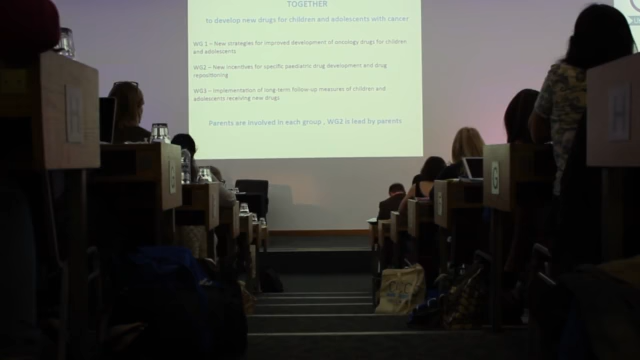 TOGETHER
to develop new drugs for children and adolescents with cancer
WG 1 – New strategies for improved development of oncology drugs for children
and adolescents
WG2 – New incentives for specific paediatric drug development and drug
repositioning
WG3 – Implementation of long-term follow-up measures of children and
adolescents receiving new drugs
Parents are involved in each group , WG2 is lead by parents
H
H
G